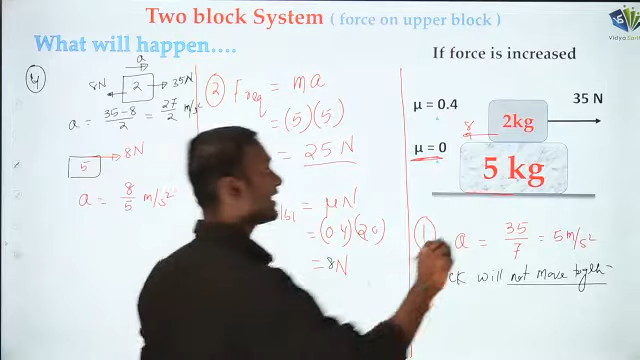 Two block System ( force on upper block )
What will happen....
If force is increased
4
a
8N
2
35N
a = 35-8/2 = 27/2 m/s²
5
8N
a = 8/5 m/s²
2 Freq = ma
= (5)(5)
= 25 N
= μN
= (0.4)(20)
= 8N
μ = 0.4
μ = 0
8
2kg
35 N
5 kg
1 a = 35/7 = 5 m/s²
will not move